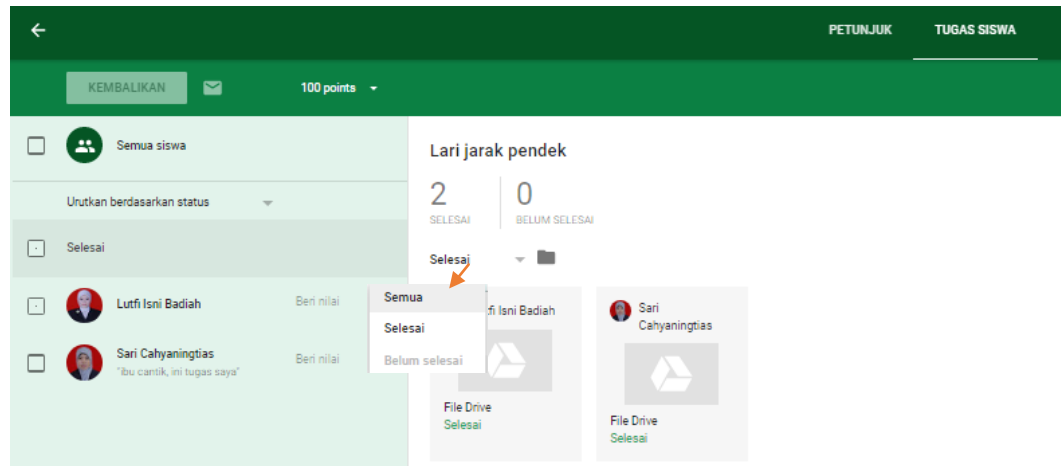 PETUNJUK
TUGAS SISWA
KEMBALIKAN
100 points
Semua siswa
Urutkan berdasarkan status
Selesai
Lutfi Isni Badiah
Beri nilai
Sari Cahyaningtias
"ibu cantik, ini tugas saya"
Beri nilai
Lari jarak pendek
2
SELESAI
0
BELUM SELESAI
Selesai
Semua
Selesai
Belum selesai
fi Isni Badiah
File Drive
Selesai
Sari
Cahyaningtias
File Drive
Selesai